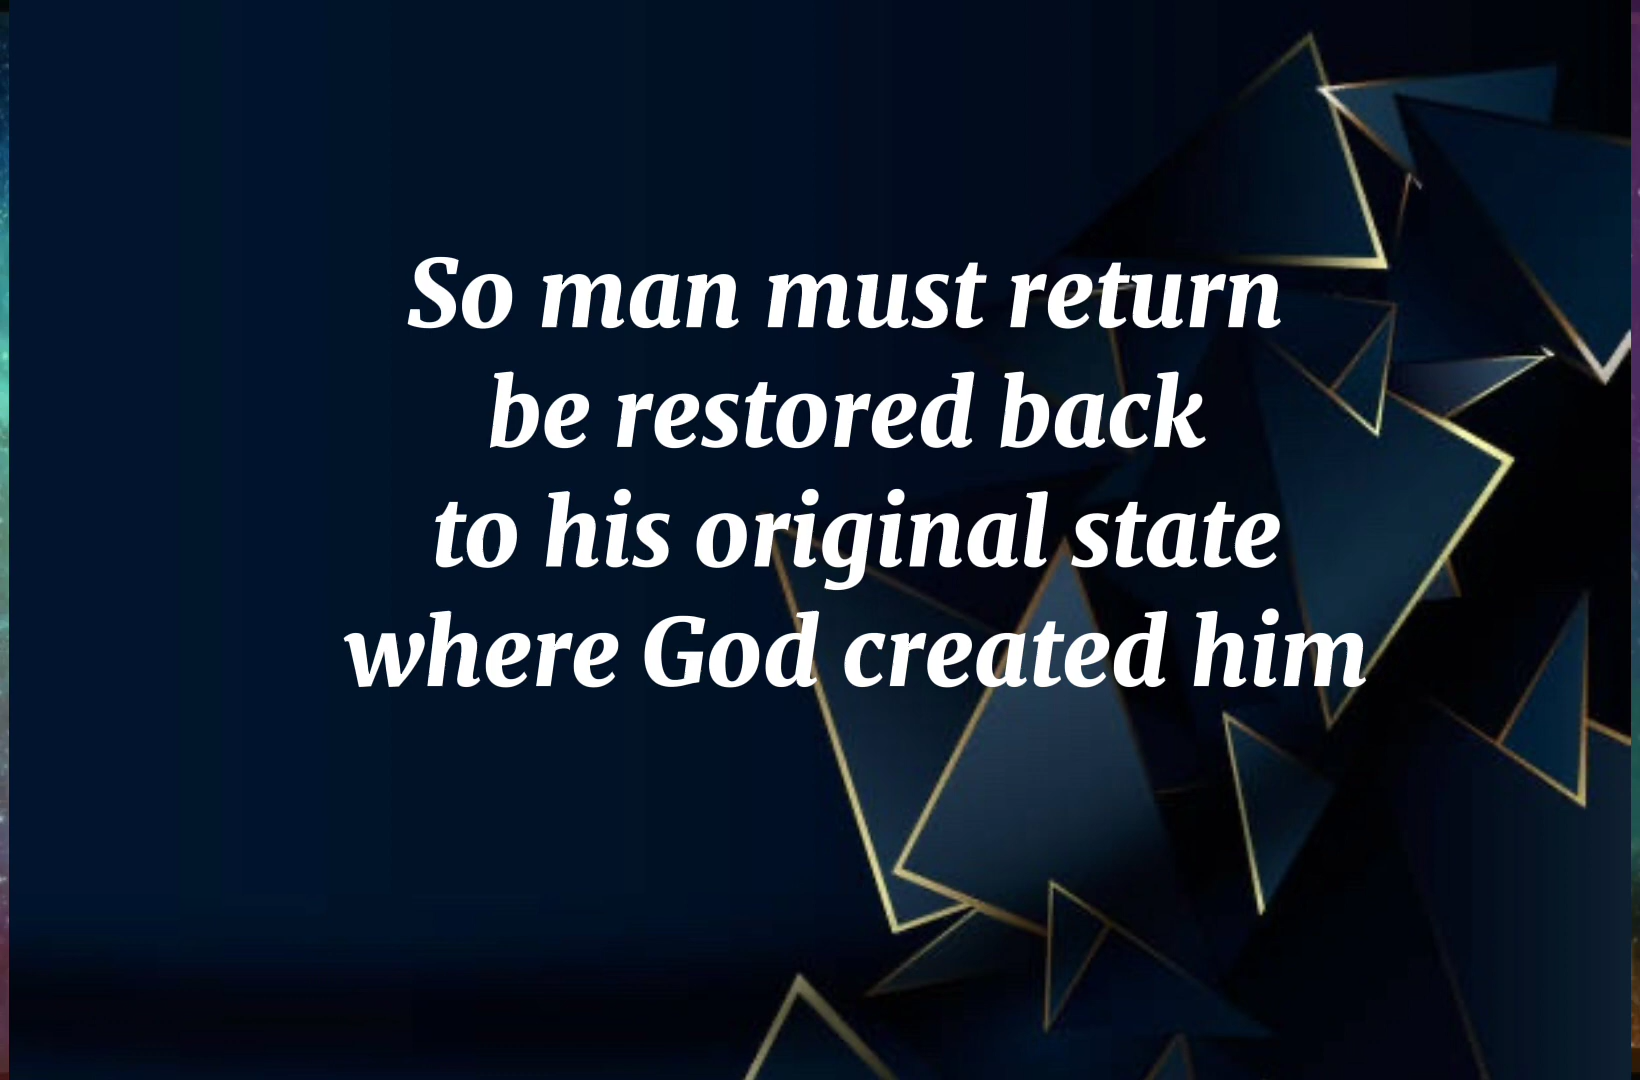 So man must return
be restored back
to his original state
where God created him